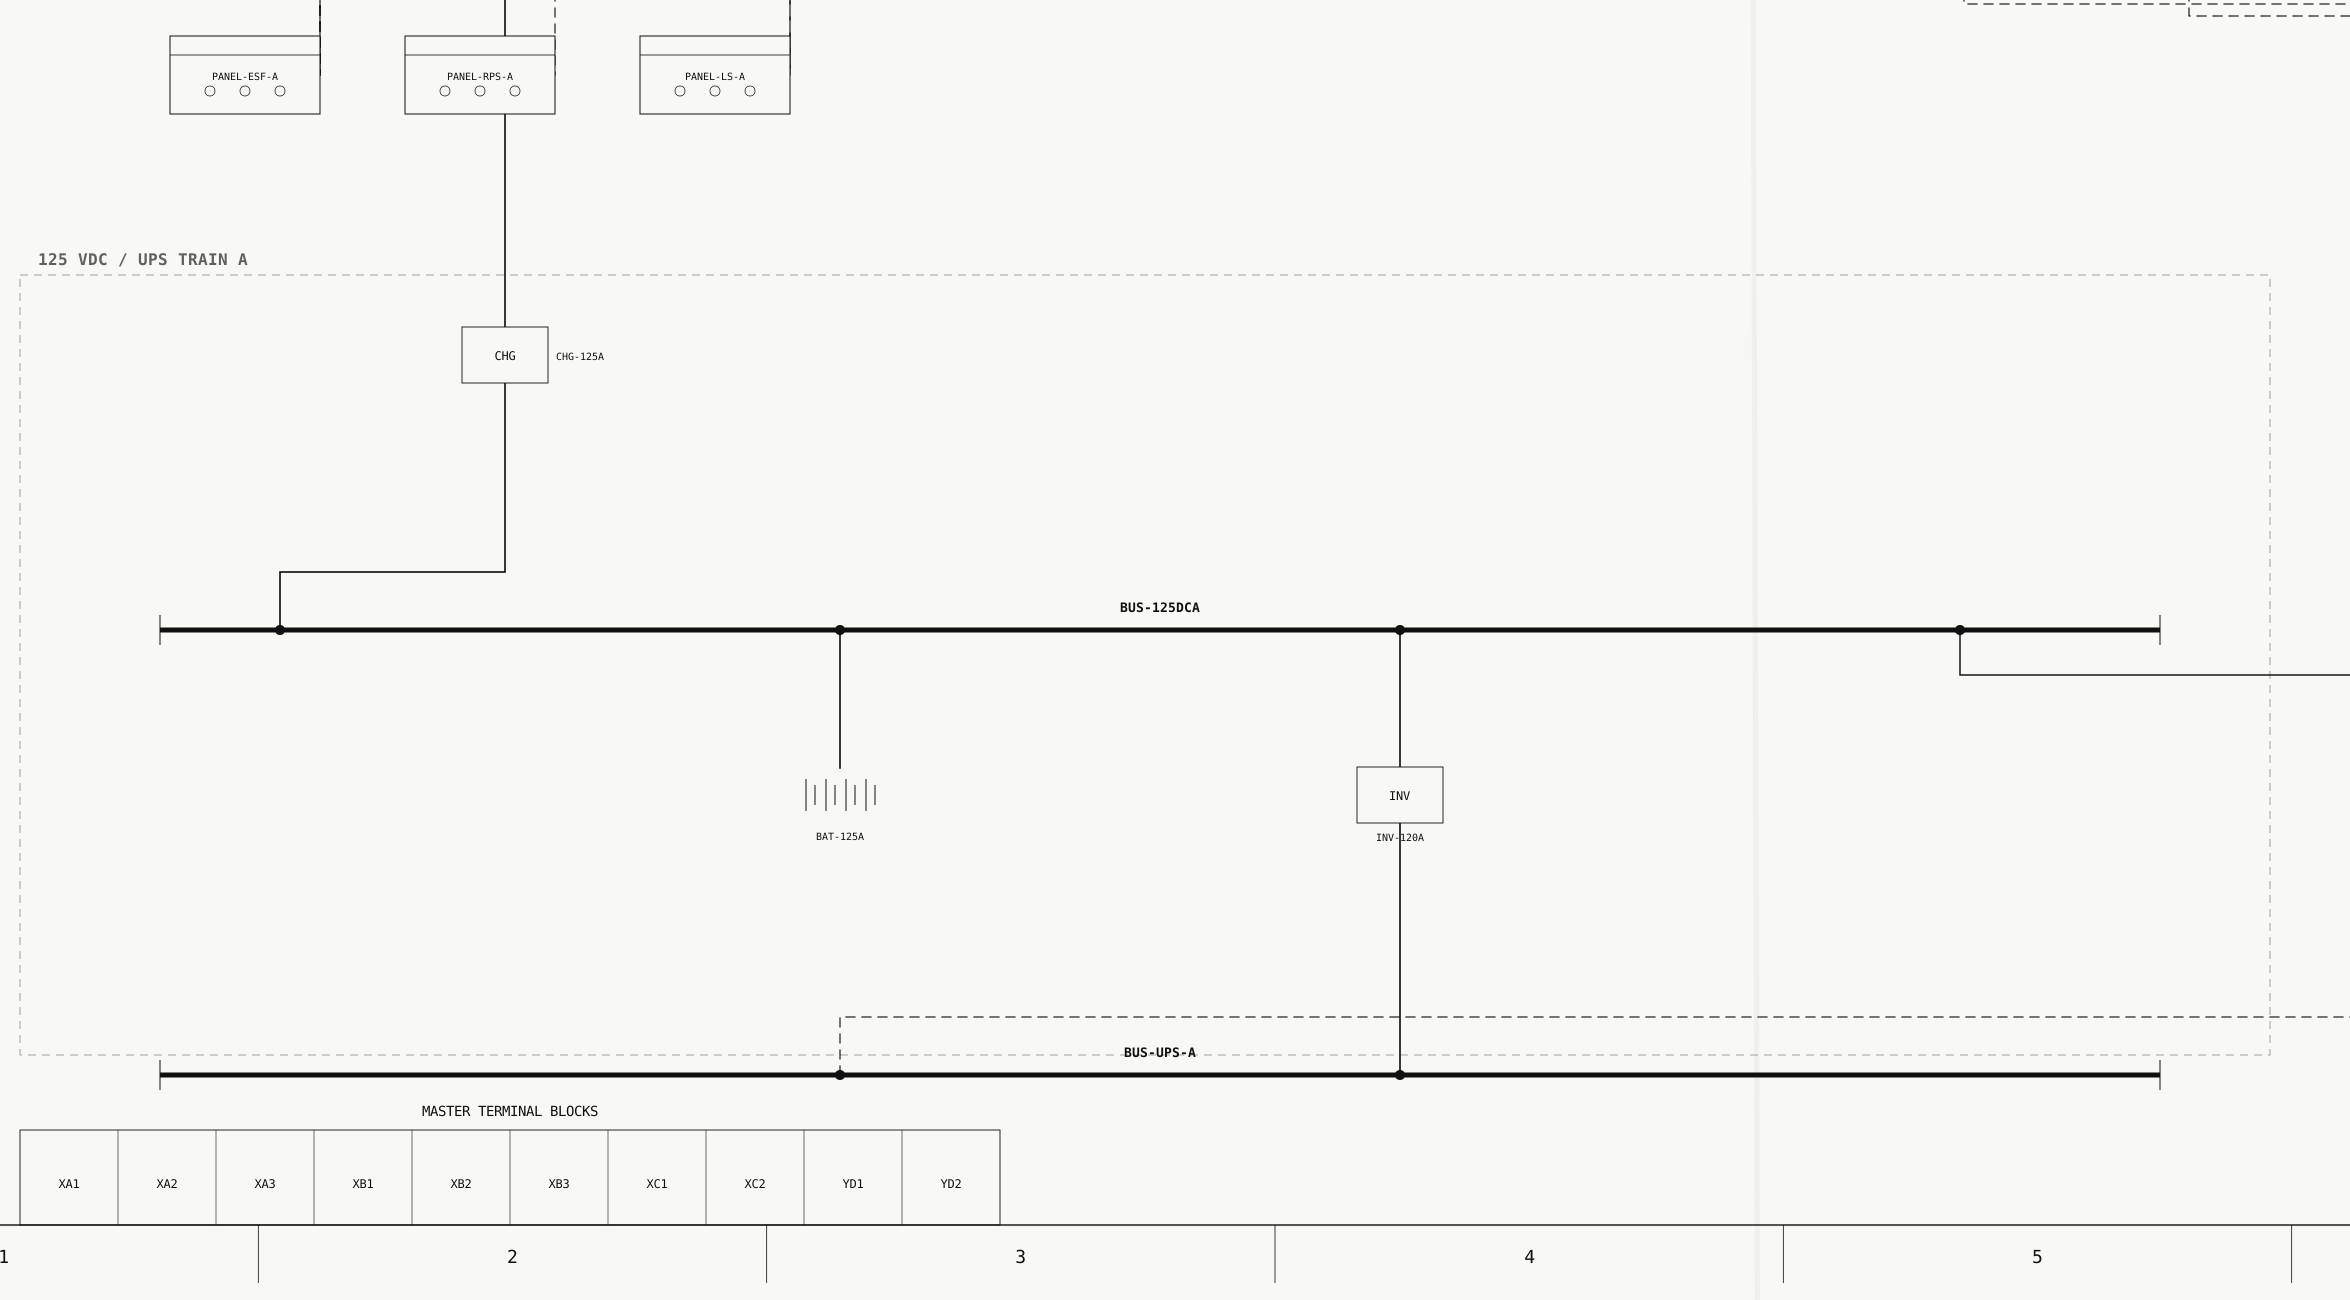 PANEL-ESF-A
PANEL-RPS-A
PANEL-LS-A
125 VDC / UPS TRAIN A
CHG
CHG-125A
BUS-125DCA
INV
BAT-125A
INV-120A
BUS-UPS-A
MASTER TERMINAL BLOCKS
XA1 XA2 XA3 XB1 XB2 XB3 XC1 XC2 YD1 YD2
1 2 3 4 5